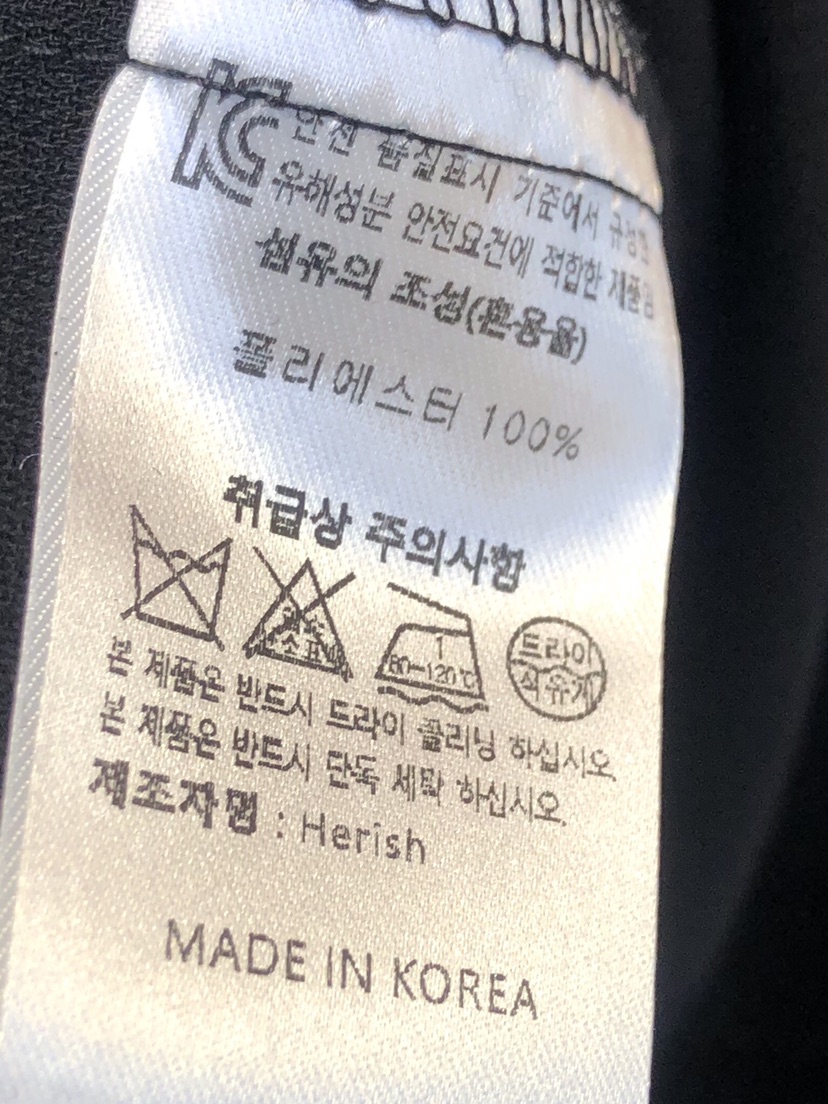 KC 안전 품질표시 기준에서 규정한
유해성분 안전요건에 적합한 제품임
섬유의 조성(혼용율)
폴리에스터 100%
취급상 주의사항
염소표백
1
80~120℃
드라이
석유계
본 제품은 반드시 드라이 클리닝 하십시오.
본 제품은 반드시 단독 세탁 하십시오.
제조자명 : Herish
MADE IN KOREA